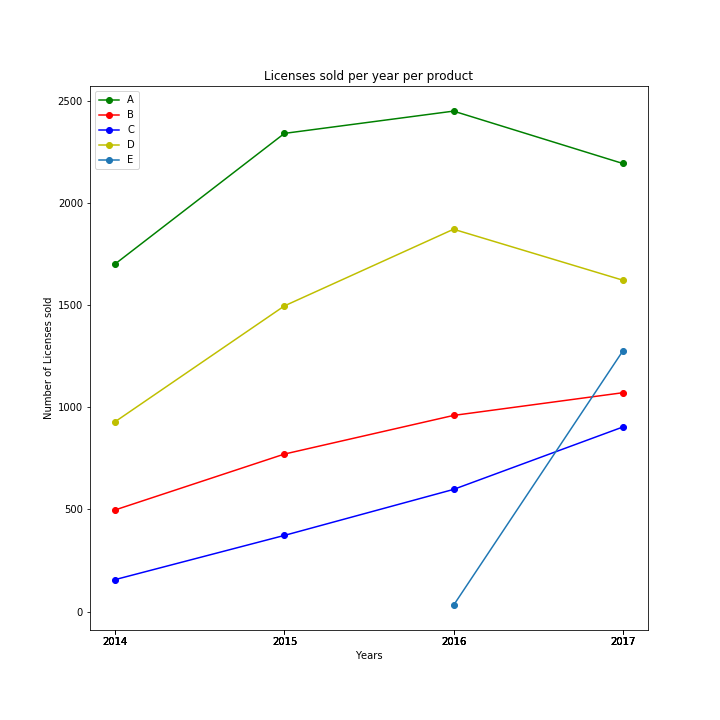 Licenses sold per year per product
A
B
C
D
E
2500
2000
1500
1000
500
0
Number of Licenses sold
2014 2015 2016 2017
Years